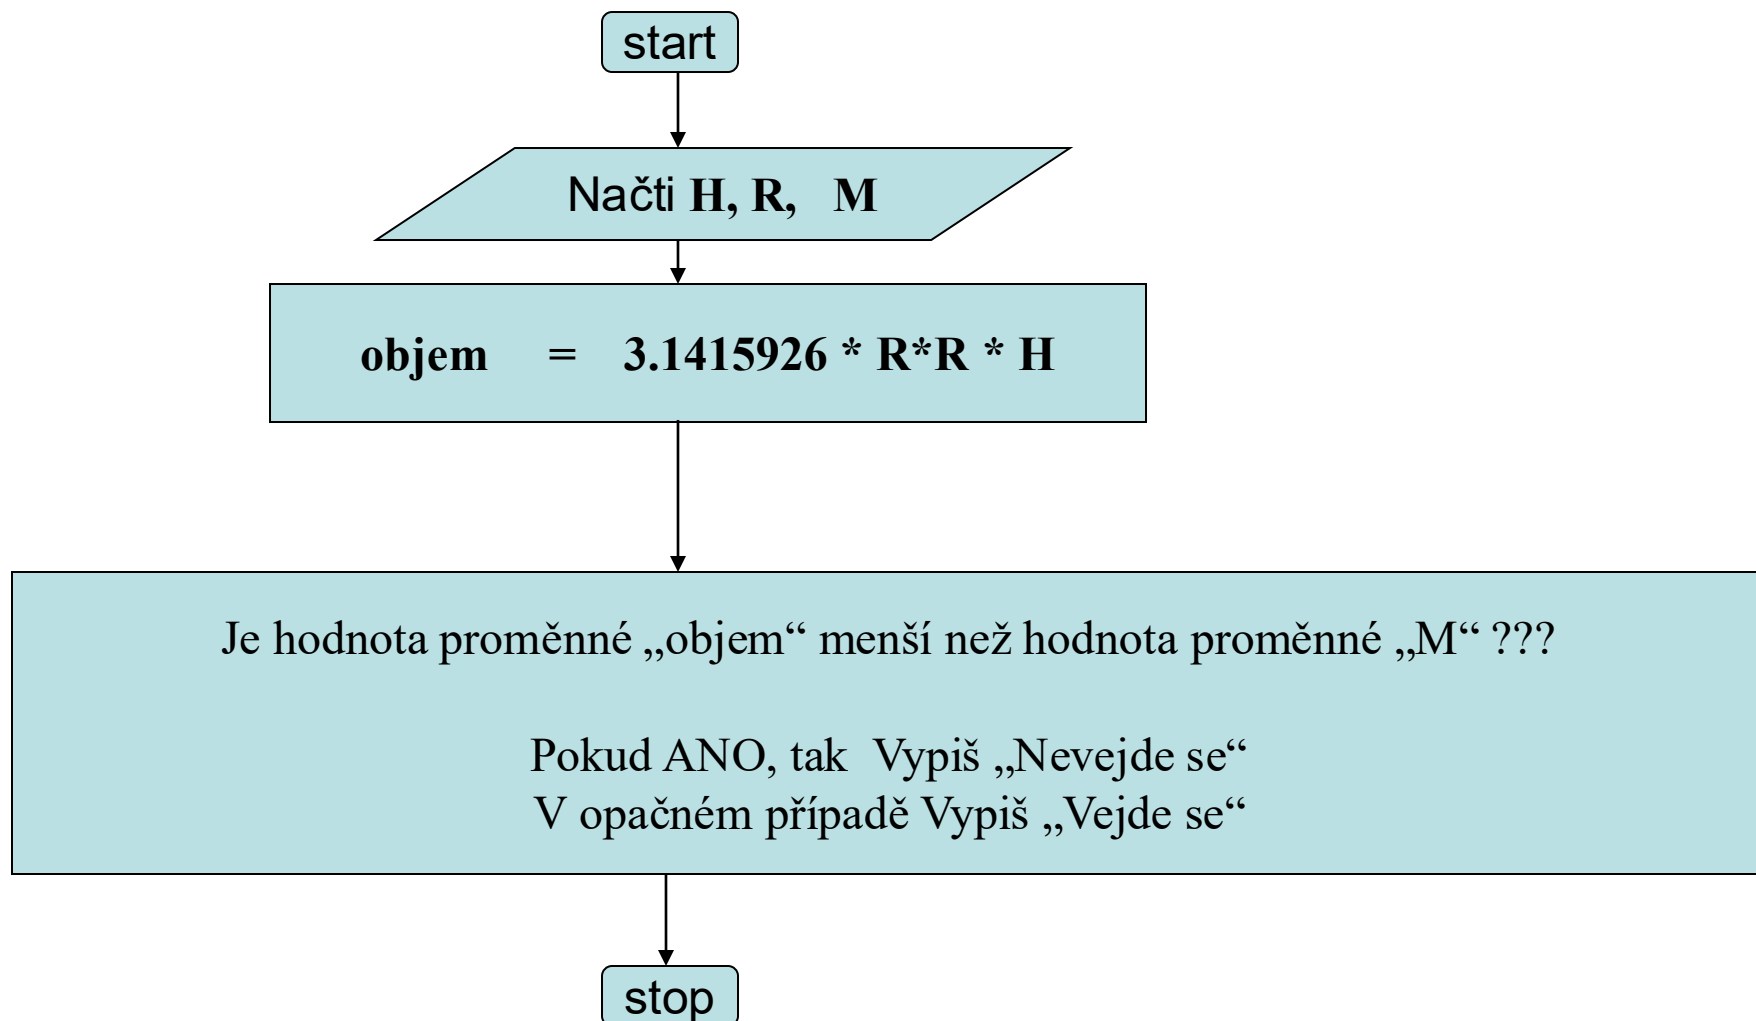 start
Načti H, R, M
objem = 3.1415926 * R*R * H
Je hodnota proměnné „objem“ menší než hodnota proměnné „M“ ???
Pokud ANO, tak Vypiš „Nevejde se“
V opačném případě Vypiš „Vejde se“
stop